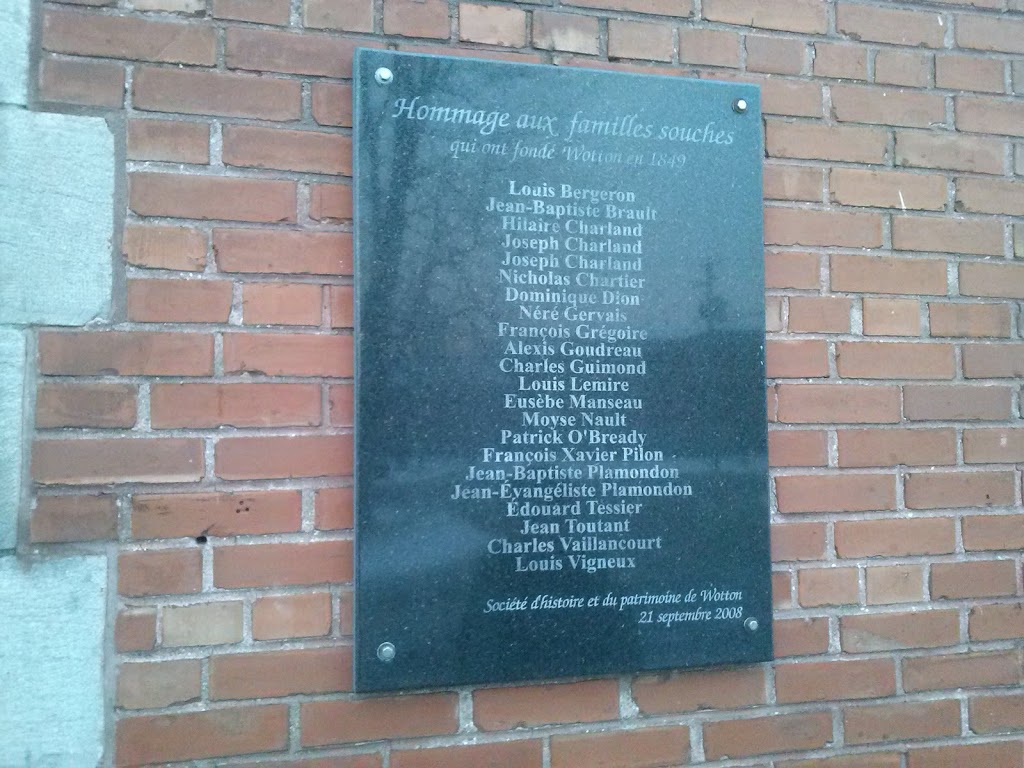 Hommage aux familles souches
qui ont fondé Wotton en 1849
Louis Bergeron
Jean-Baptiste Brault
Hilaire Charland
Joseph Charland
Joseph Charland
Nicholas Chartier
Dominique Dion
Néré Gervais
François Grégoire
Alexis Goudreau
Charles Guimond
Louis Lemire
Eusèbe Manseau
Moyse Nault
Patrick O'Bready
François Xavier Pilon
Jean-Baptiste Plamondon
Jean-Évangéliste Plamondon
Édouard Tessier
Jean Toutant
Charles Vaillancourt
Louis Vigneux
Société d'histoire et du patrimoine de Wotton
21 septembre 2008